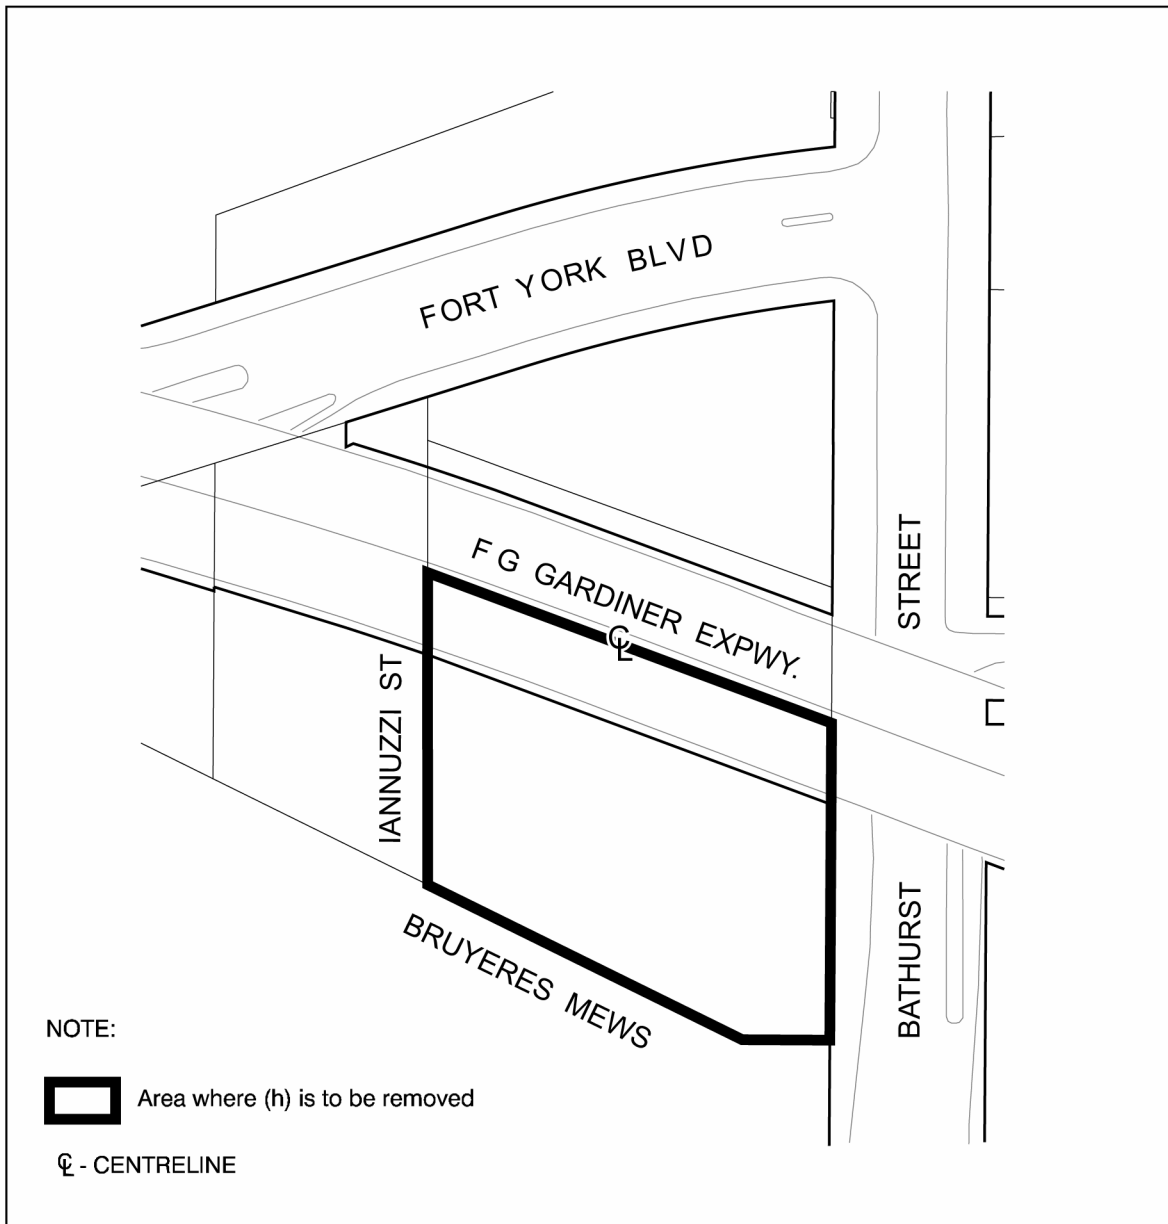 FORT YORK BLVD
STREET
F G GARDINER EXPWY.
℄
IANNUZZI ST
BATHURST
BRUYERES MEWS
NOTE:
Area where (h) is to be removed
℄ - CENTRELINE